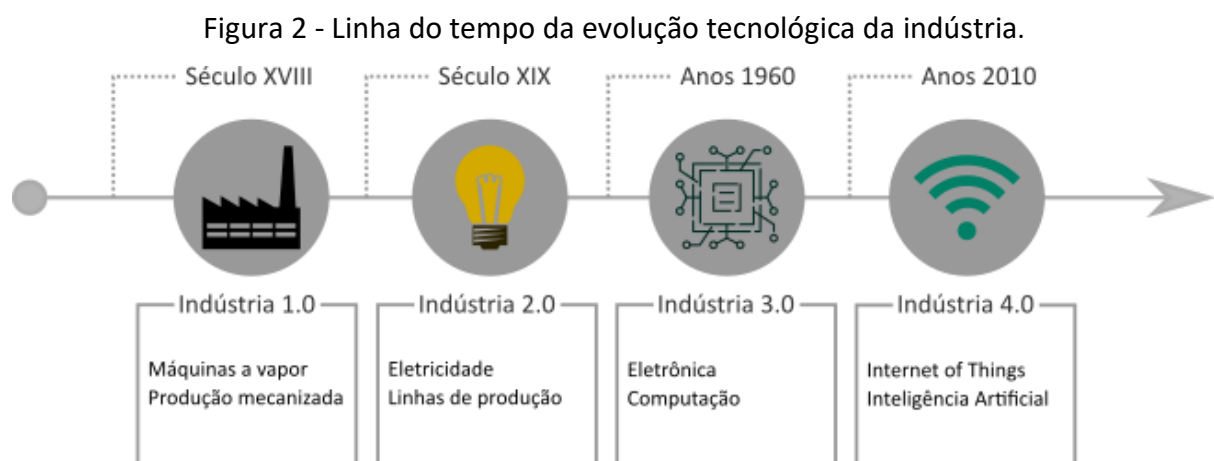 Figura 2 - Linha do tempo da evolução tecnológica da indústria.
Século XVIII
Século XIX
Anos 1960
Anos 2010
Indústria 1.0
Máquinas a vapor
Produção mecanizada
Indústria 2.0
Eletricidade
Linhas de produção
Indústria 3.0
Eletrônica
Computação
Indústria 4.0
Internet of Things
Inteligência Artificial